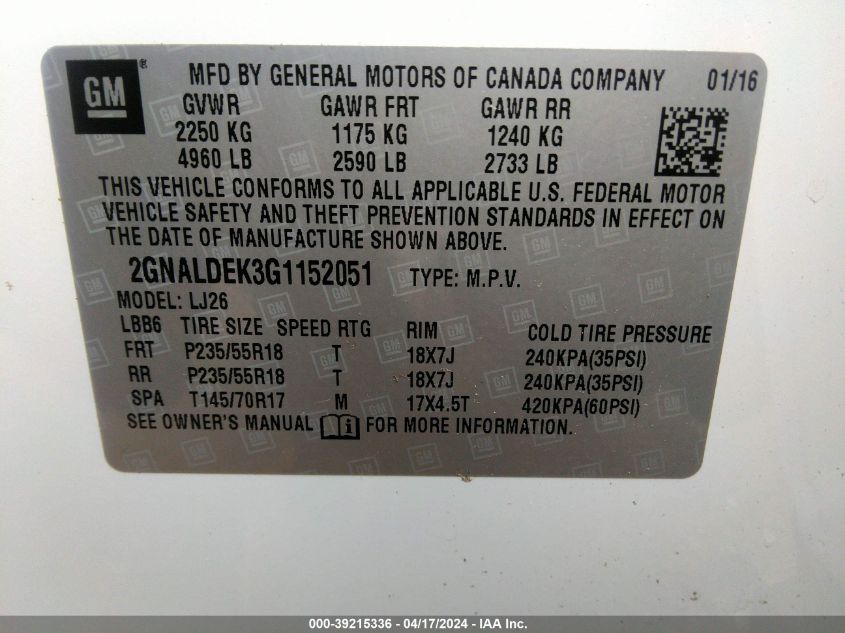 GM ® MFD BY GENERAL MOTORS OF CANADA COMPANY 01/16
GVWR GAWR FRT GAWR RR
2250 KG 1175 KG 1240 KG
4960 LB 2590 LB 2733 LB
THIS VEHICLE CONFORMS TO ALL APPLICABLE U.S. FEDERAL MOTOR
VEHICLE SAFETY AND THEFT PREVENTION STANDARDS IN EFFECT ON
THE DATE OF MANUFACTURE SHOWN ABOVE.
2GNALDEK3G1152051 TYPE: M.P.V.
MODEL: LJ26
LBB6 TIRE SIZE SPEED RTG RIM COLD TIRE PRESSURE
FRT P235/55R18 T 18X7J 240KPA(35PSI)
RR P235/55R18 T 18X7J 240KPA(35PSI)
SPA T145/70R17 M 17X4.5T 420KPA(60PSI)
SEE OWNER'S MANUAL FOR MORE INFORMATION.
000-39215336 - 04/17/2024 - IAA Inc.